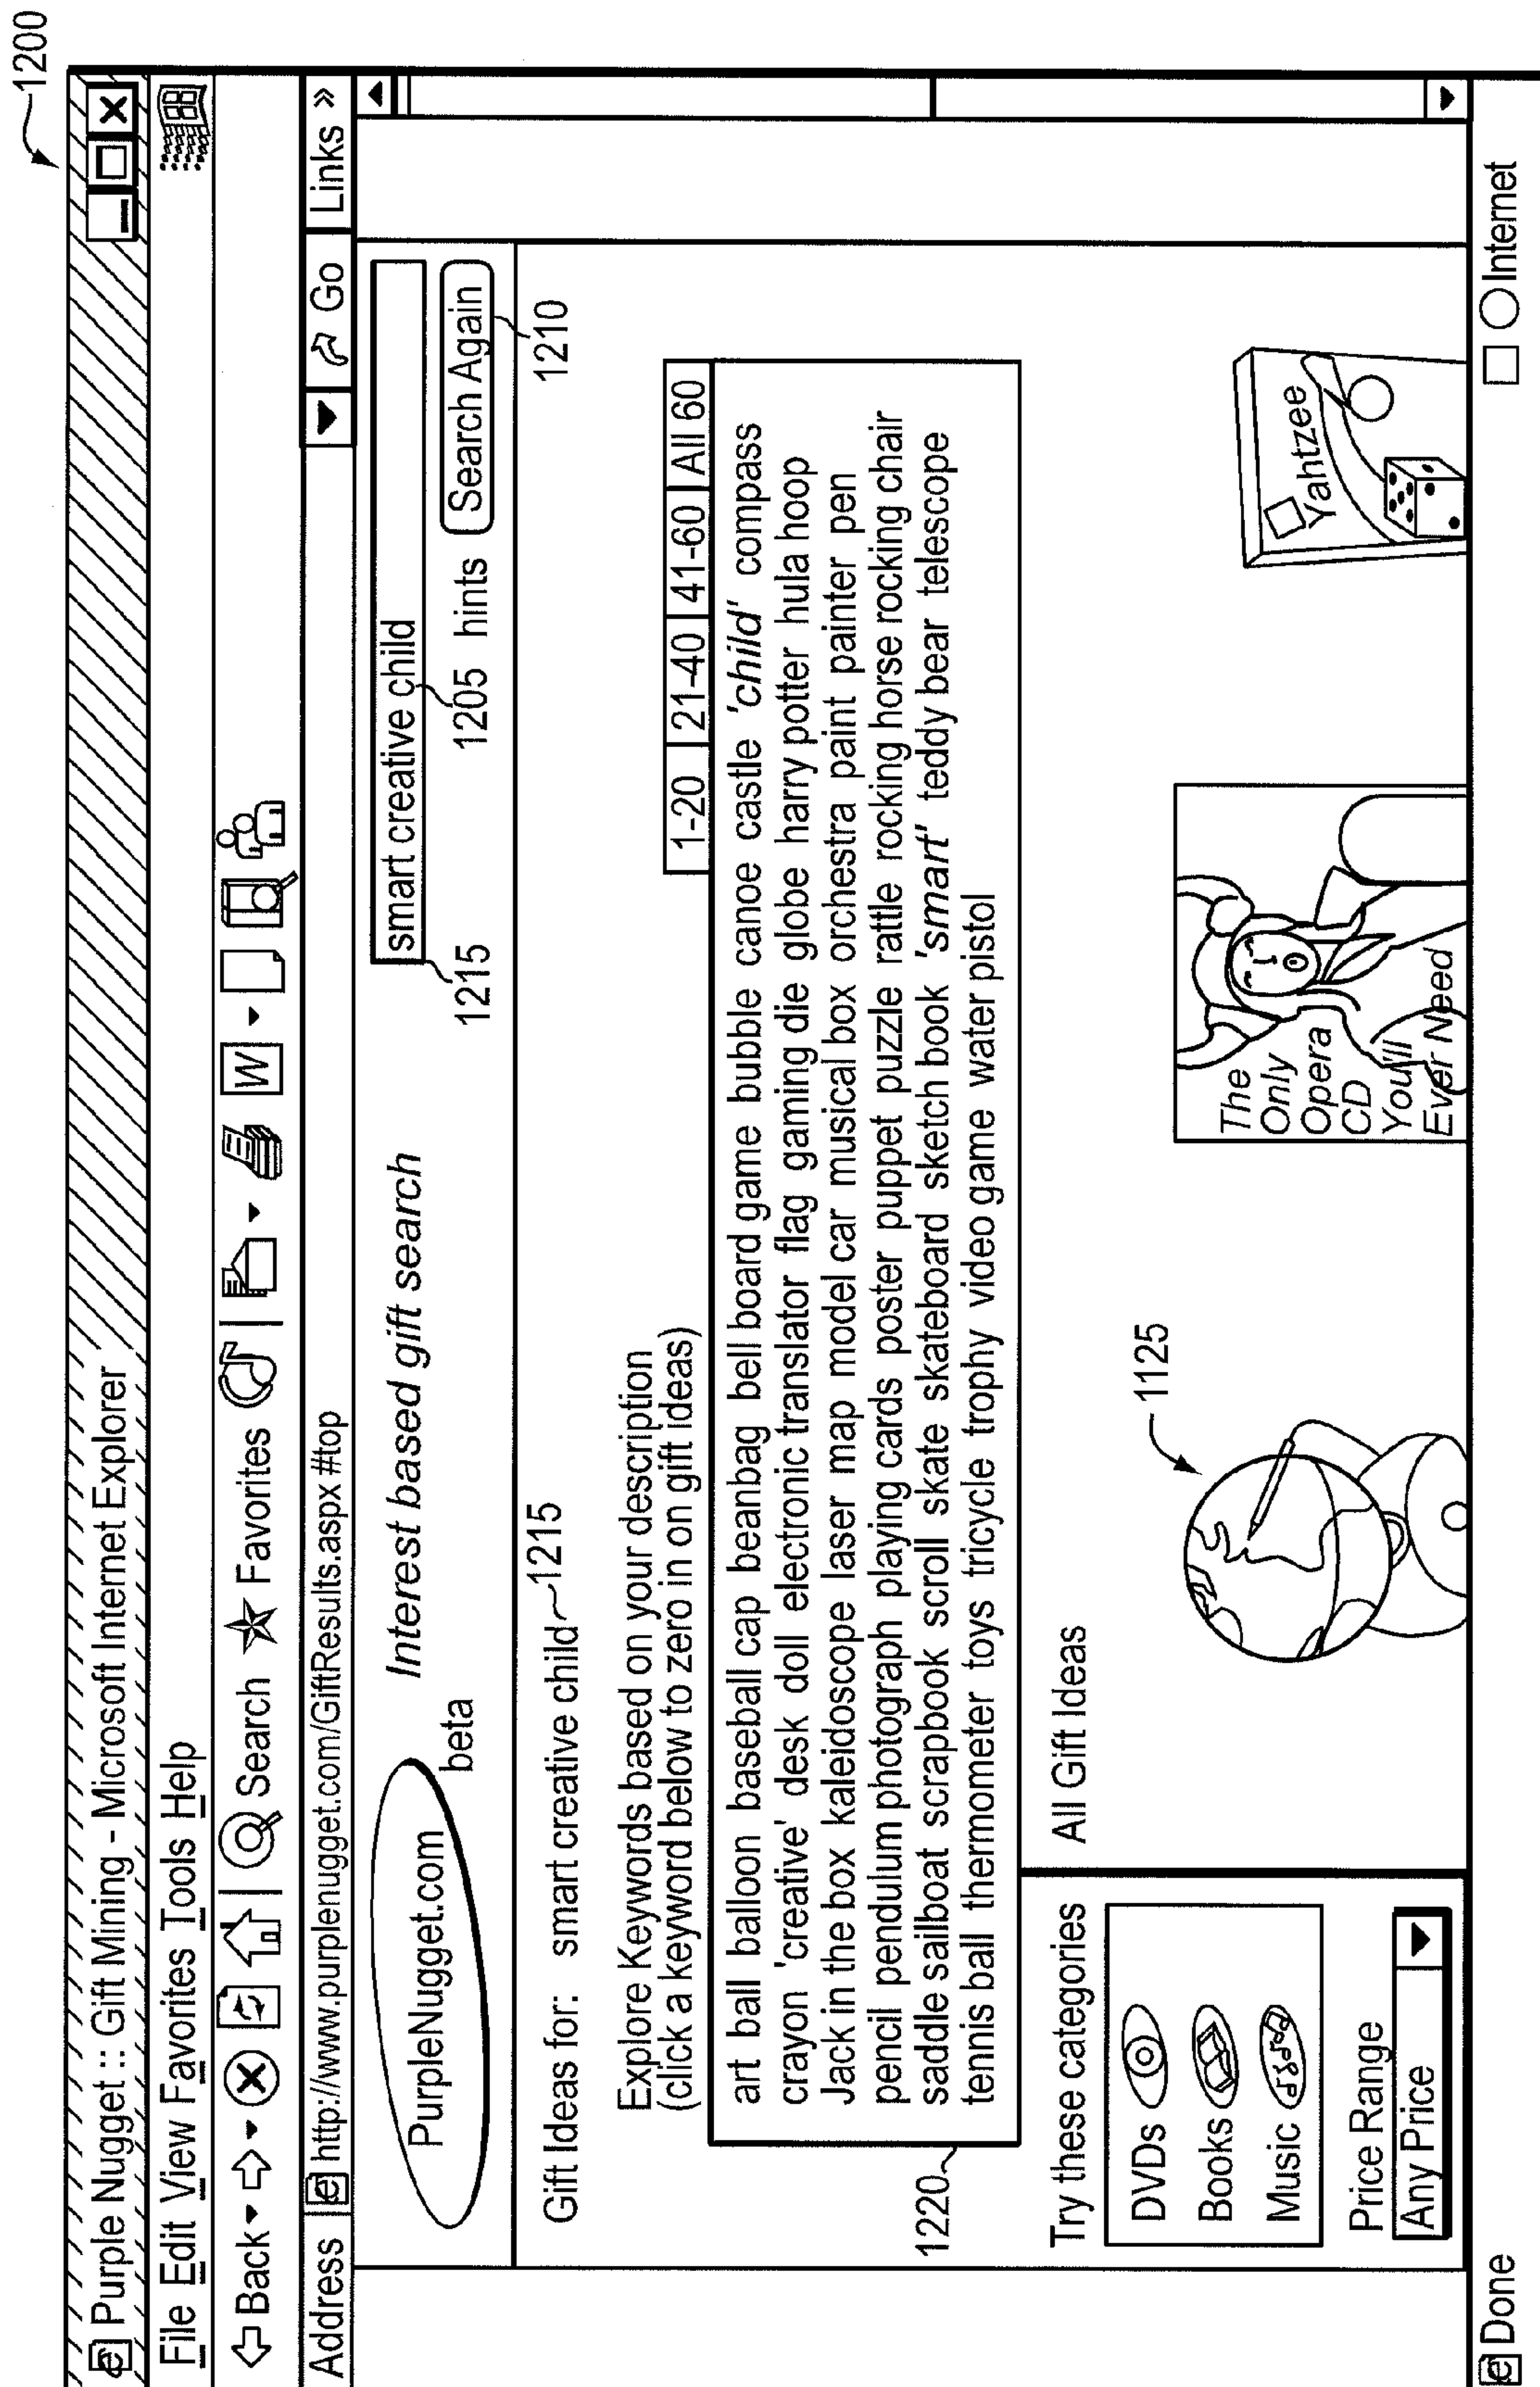 1200
Purple Nugget :: Gift Mining - Microsoft Internet Explorer
File Edit View Favorites Tools Help
Back Search Favorites W
Address http://www.purplenugget.com/GiftResults.aspx #top Go Links »
PurpleNugget.com
beta
Interest based gift search
smart creative child
1215
1205 hints Search Again
1210
Gift Ideas for: smart creative child 1215
Explore Keywords based on your description
(click a keyword below to zero in on gift ideas)
1-20 21-40 41-60 All 60
art ball balloon baseball cap beanbag bell board game bubble canoe castle 'child' compass
crayon 'creative' desk doll electronic translator flag gaming die globe harry potter hula hoop
Jack in the box kaleidoscope laser map model car musical box orchestra paint painter pen
pencil pendulum photograph playing cards poster puppet puzzle rattle rocking horse rocking chair
saddle sailboat scrapbook scroll skate skateboard sketch book 'smart' teddy bear telescope
tennis ball thermometer toys tricycle trophy video game water pistol
1220
Try these categories
DVDs
Books
Music
Price Range
Any Price
All Gift Ideas
1125
The
Only
Opera
CD
You'll
Ever Need
Yahtzee
Done
Internet